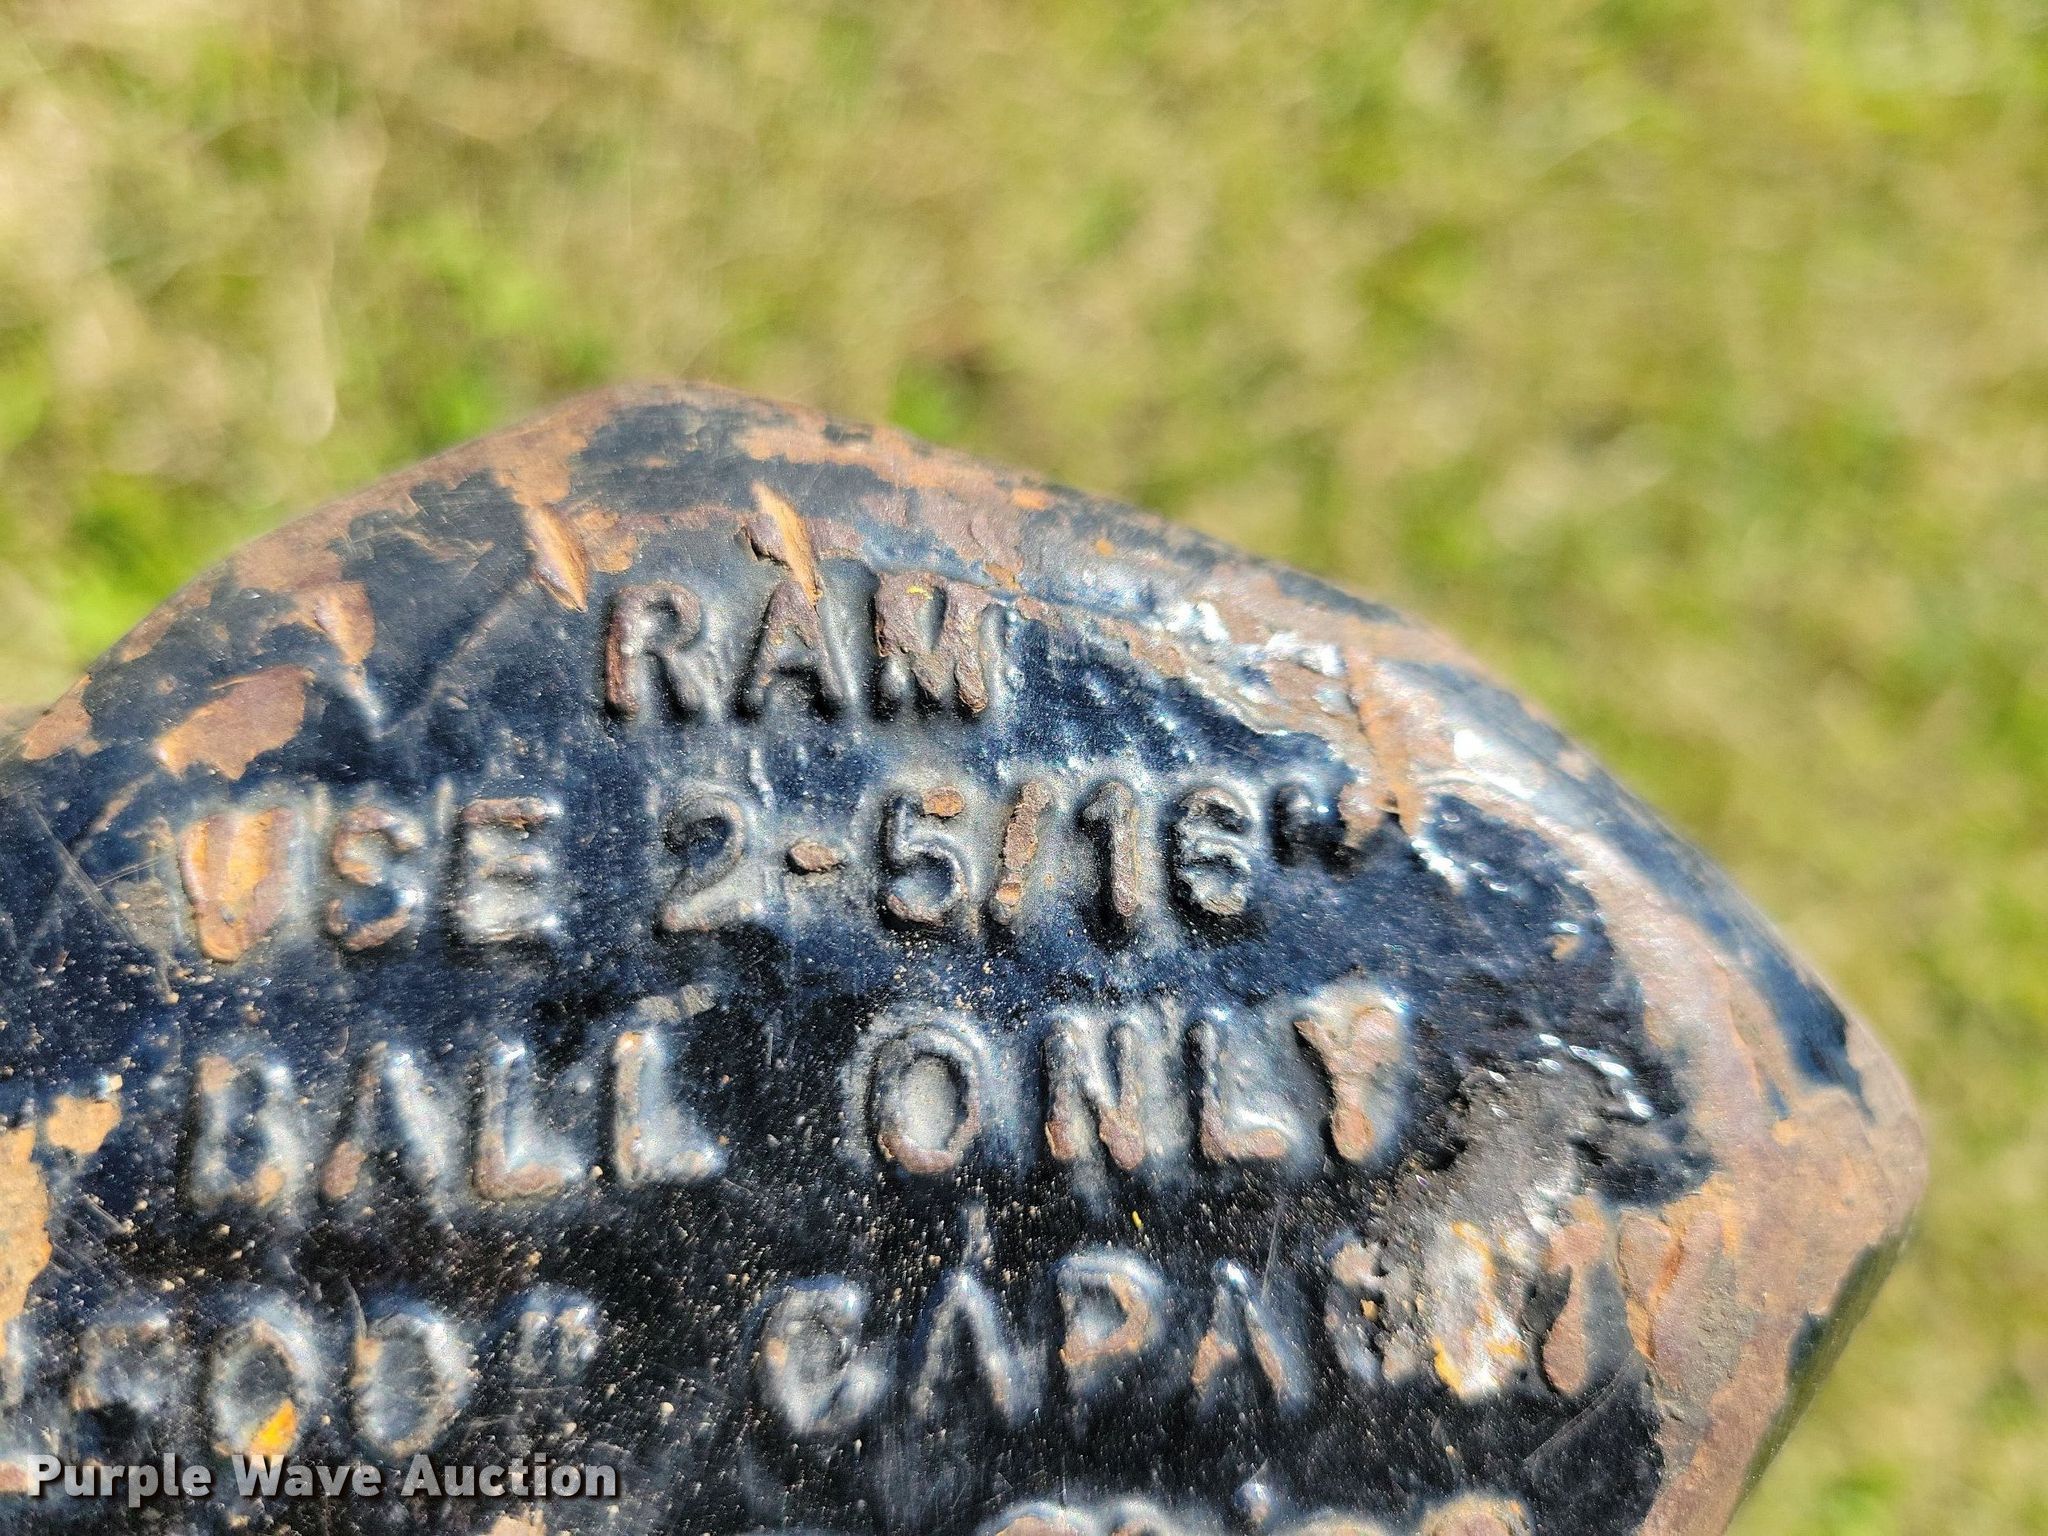 RAM
USE 2-5/16"
BALL ONLY
CAPACITY
Purple Wave Auction